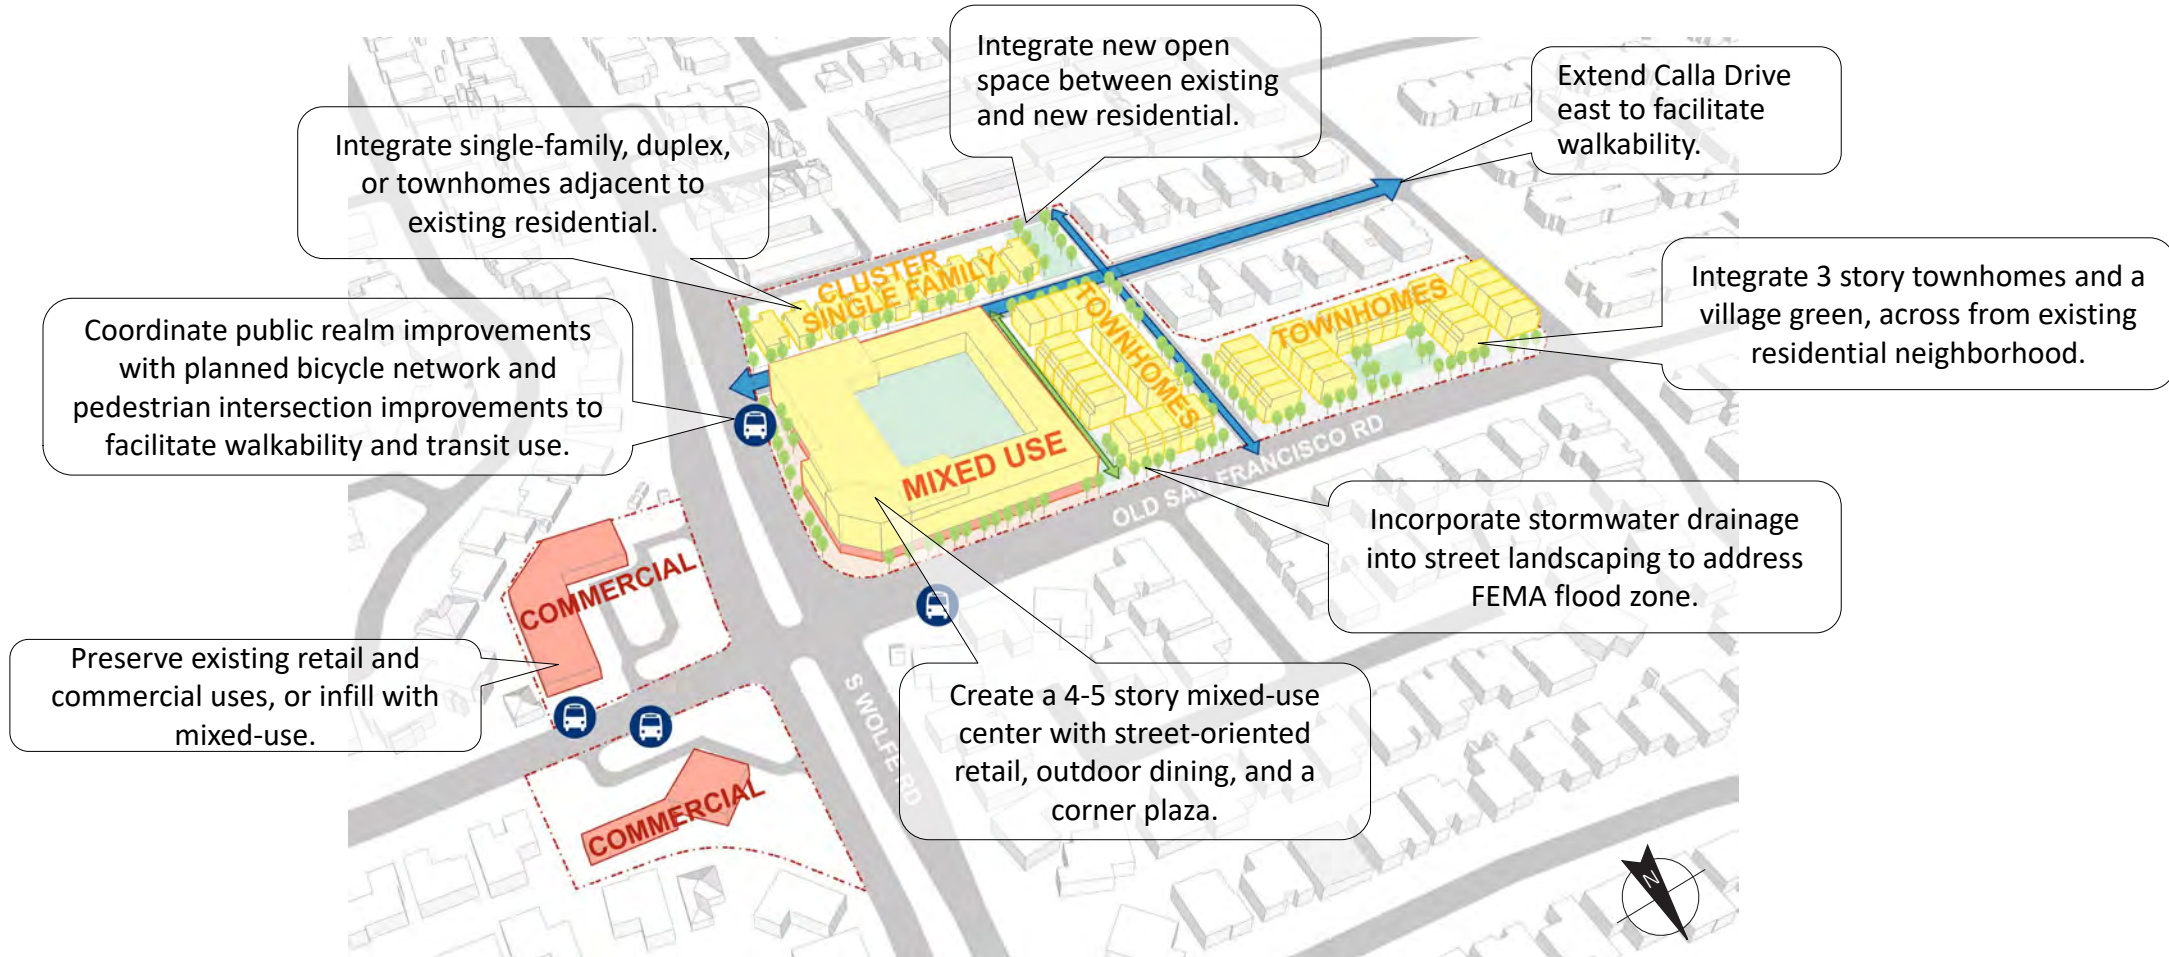 Integrate new open
space between existing
and new residential.
Extend Calla Drive
east to facilitate
walkability.
Integrate single-family, duplex,
or townhomes adjacent to
existing residential.
Integrate 3 story townhomes and a
village green, across from existing
residential neighborhood.
Coordinate public realm improvements
with planned bicycle network and
pedestrian intersection improvements to
facilitate walkability and transit use.
CLUSTER
SINGLE FAMILY
TOWNHOMES
TOWNHOMES
MIXED USE
OLD SAN FRANCISCO RD
Incorporate stormwater drainage
into street landscaping to address
FEMA flood zone.
COMMERCIAL
Preserve existing retail and
commercial uses, or infill with
mixed-use.
S WOLFE RD
Create a 4-5 story mixed-use
center with street-oriented
retail, outdoor dining, and a
corner plaza.
COMMERCIAL
N